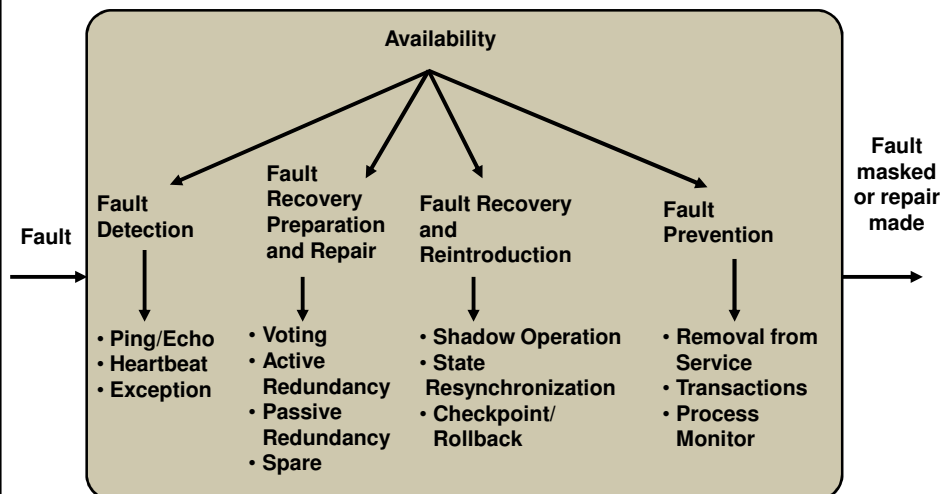 Availability
Fault
Fault
Detection
Fault
Recovery
Preparation
and Repair
Fault Recovery
and
Reintroduction
Fault
Prevention
• Ping/Echo
• Heartbeat
• Exception
• Voting
• Active
Redundancy
• Passive
Redundancy
• Spare
• Shadow Operation
• State
Resynchronization
• Checkpoint/
Rollback
• Removal from
Service
• Transactions
• Process
Monitor
Fault
masked
or repair
made